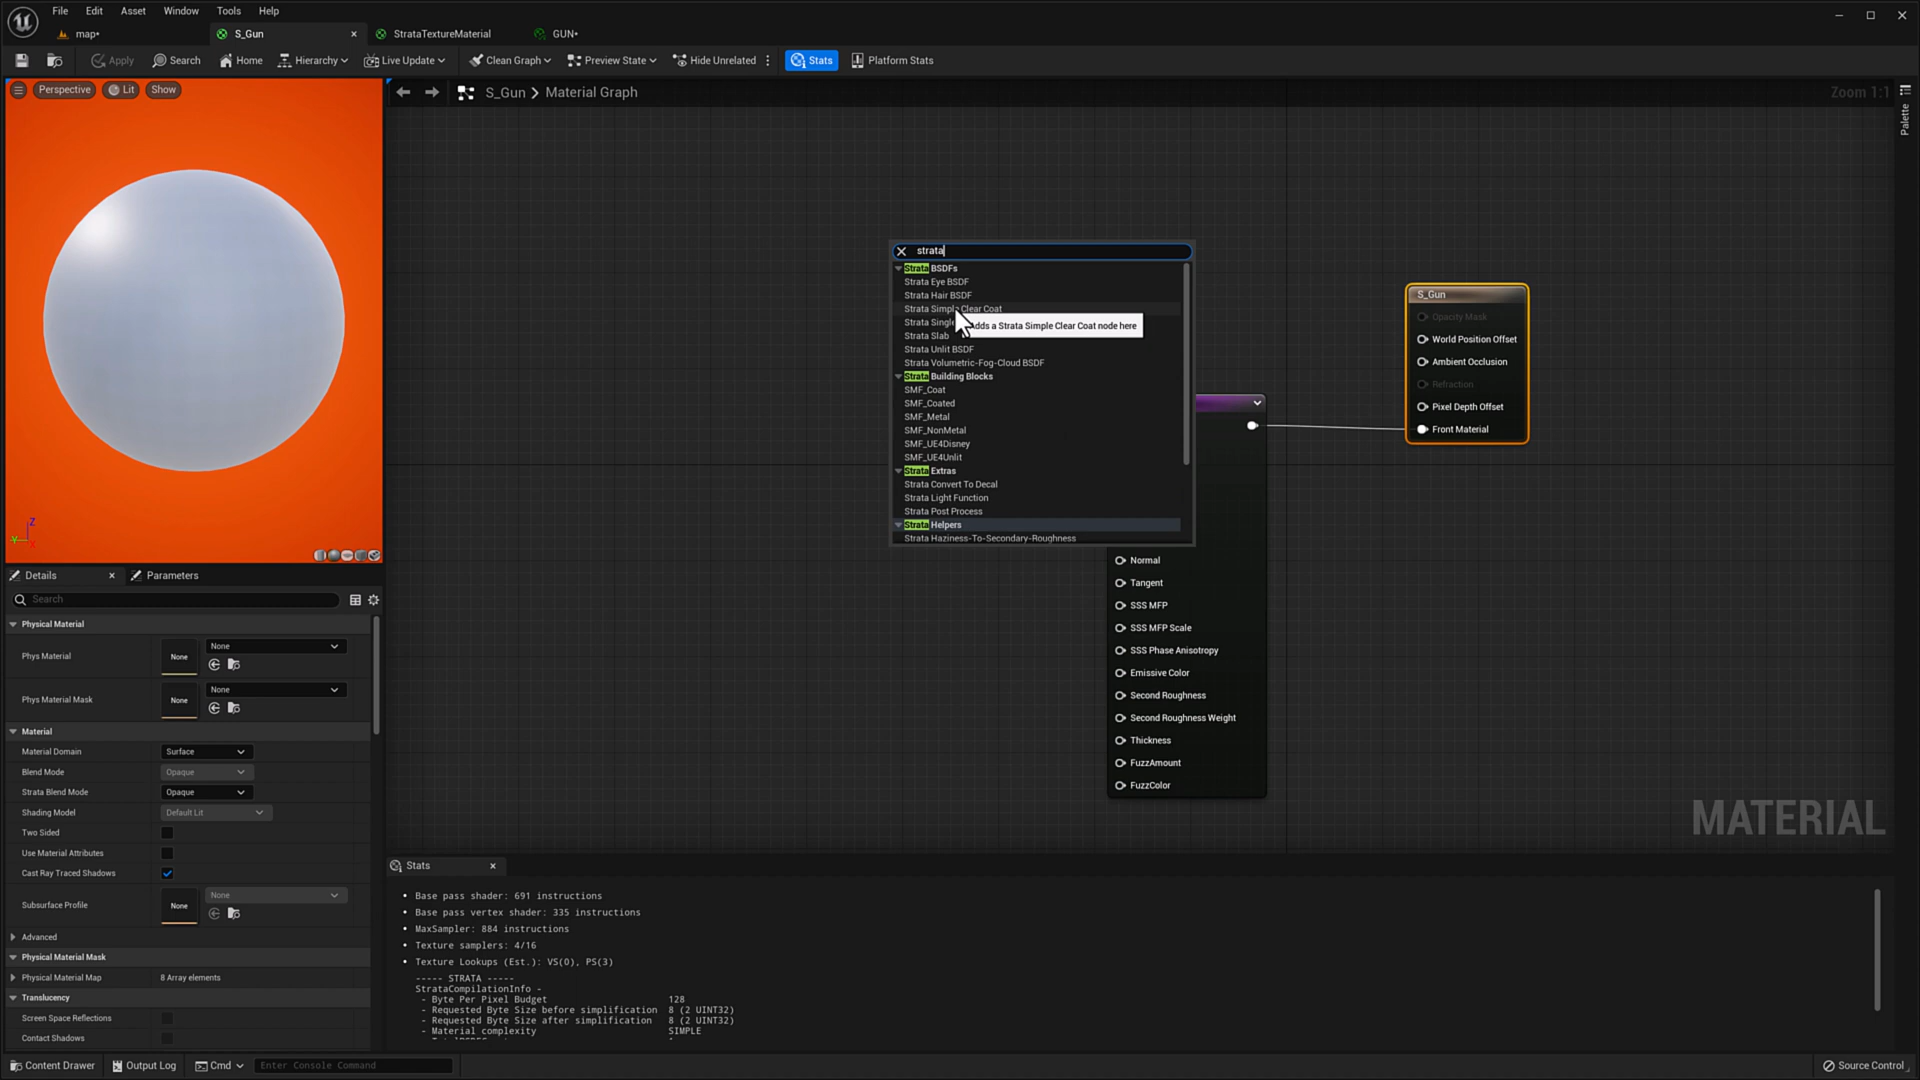 File Edit Asset Window Tools Help
map•
S_Gun
StrataTextureMaterial
GUN•
Apply Search Home Hierarchy Live Update Clean Graph Preview State Hide Unrelated Stats Platform Stats
Perspective Lit Show
S_Gun > Material Graph
Zoom 1:1
Palette
strata
Strata BSDFs
Strata Eye BSDF
Strata Hair BSDF
Strata Simple Clear Coat
Strata Singl
Adds a Strata Simple Clear Coat node here
Strata Slab
Strata Unlit BSDF
Strata Volumetric-Fog-Cloud BSDF
Strata Building Blocks
SMF_Coat
SMF_Coated
SMF_Metal
SMF_NonMetal
SMF_UE4Disney
SMF_UE4Unlit
Strata Extras
Strata Convert To Decal
Strata Light Function
Strata Post Process
Strata Helpers
Strata Haziness-To-Secondary-Roughness
S_Gun
Opacity Mask
World Position Offset
Ambient Occlusion
Refraction
Pixel Depth Offset
Front Material
Normal
Tangent
SSS MFP
SSS MFP Scale
SSS Phase Anisotropy
Emissive Color
Second Roughness
Second Roughness Weight
Thickness
FuzzAmount
FuzzColor
MATERIAL
Z
Y
X
Details
Parameters
Search
Physical Material
Phys Material None None
Phys Material Mask None None
Material
Material Domain Surface
Blend Mode Opaque
Strata Blend Mode Opaque
Shading Model Default Lit
Two Sided
Use Material Attributes
Cast Ray Traced Shadows
Subsurface Profile None None
Advanced
Physical Material Mask
Physical Material Map 8 Array elements
Translucency
Screen Space Reflections
Contact Shadows
Stats
• Base pass shader: 691 instructions
• Base pass vertex shader: 335 instructions
• MaxSampler: 884 instructions
• Texture samplers: 4/16
• Texture Lookups (Est.): VS(0), PS(3)
----- STRATA -----
StrataCompilationInfo -
- Byte Per Pixel Budget 128
- Requested Byte Size before simplification 8 (2 UINT32)
- Requested Byte Size after simplification 8 (2 UINT32)
- Material complexity SIMPLE
Content Drawer Output Log Cmd Enter Console Command Source Control